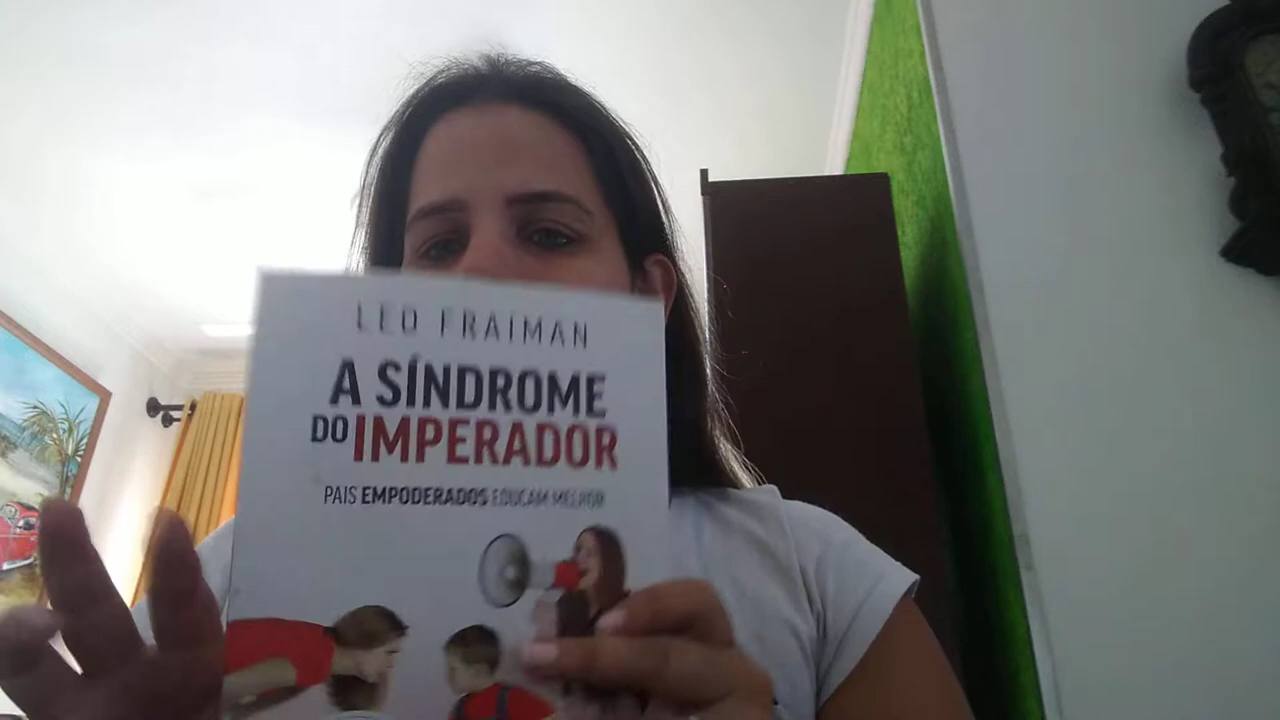 LEO FRAIMAN
A SÍNDROME
DO IMPERADOR
PAIS EMPODERADOS EDUCAM MELHOR